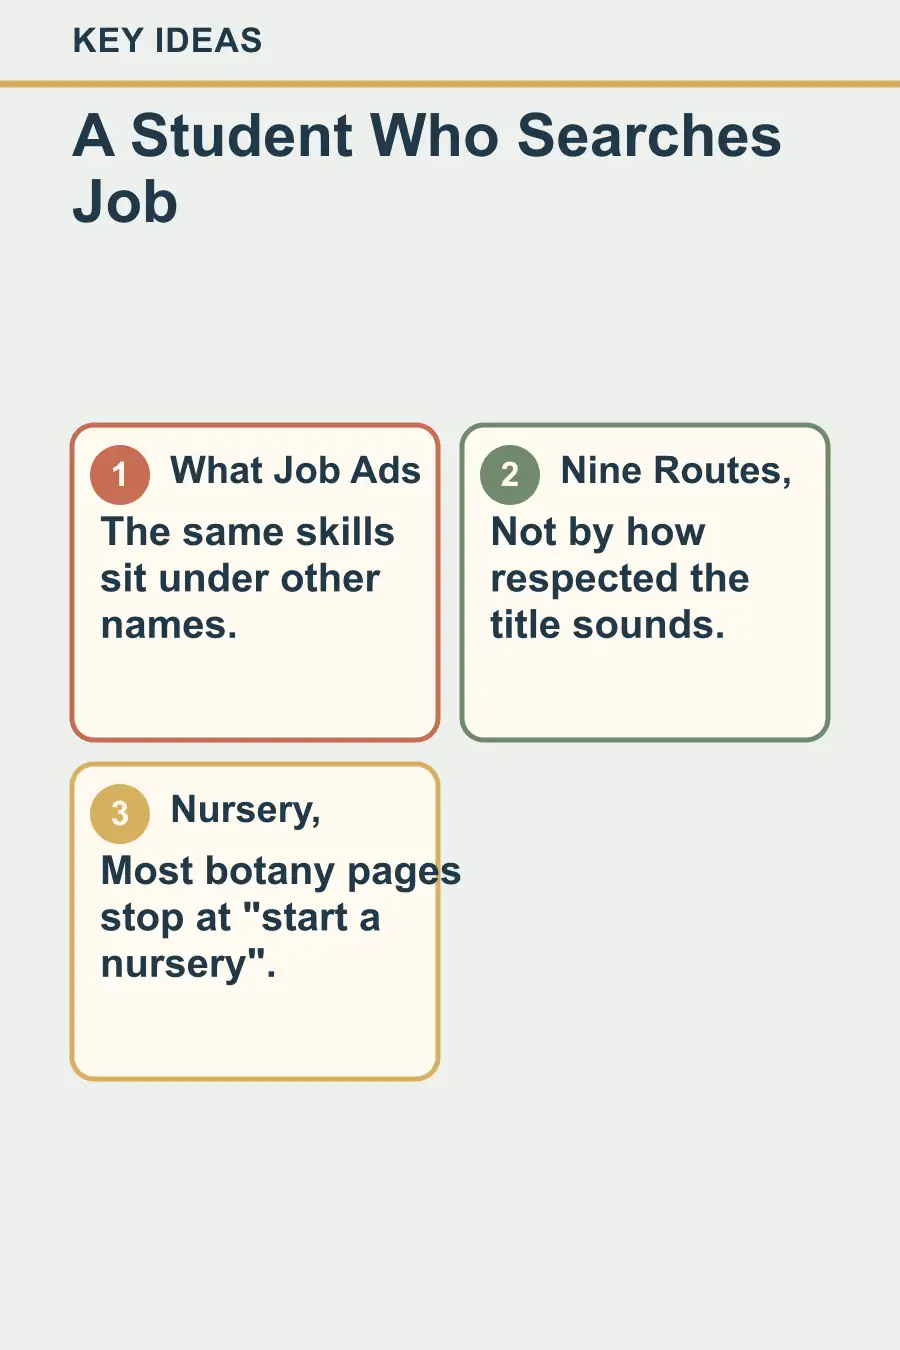 KEY IDEAS
A Student Who Searches
Job
1 What Job Ads
The same skills
sit under other
names.
2 Nine Routes,
Not by how
respected the
title sounds.
3 Nursery,
Most botany pages
stop at "start a
nursery".